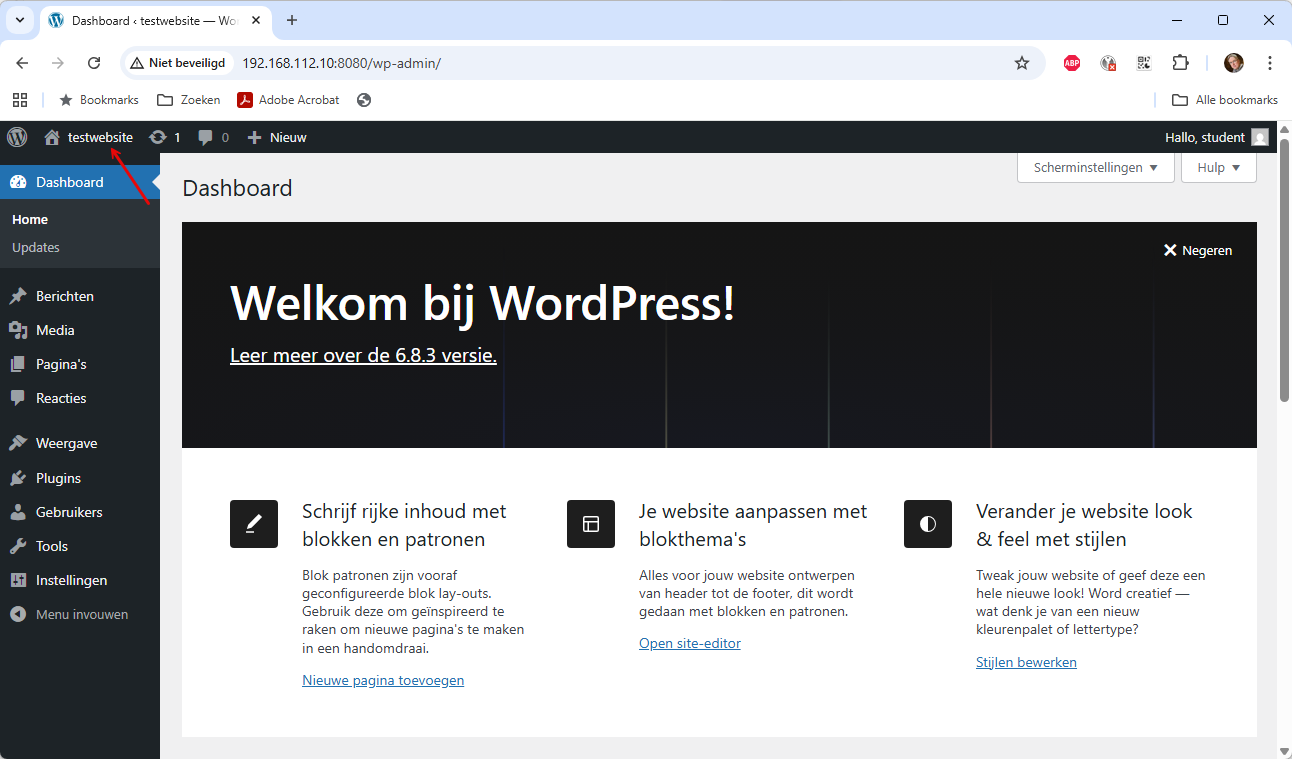 Dashboard ‹ testwebsite — Wo
Niet beveiligd
192.168.112.10:8080/wp-admin/
ABP
Bookmarks
Zoeken
Adobe Acrobat
Alle bookmarks
testwebsite
1
0
Nieuw
Hallo, student
Dashboard
Home
Updates
Berichten
Media
Pagina's
Reacties
Weergave
Plugins
Gebruikers
Tools
Instellingen
Menu invouwen
Scherminstellingen
Hulp
Dashboard
Negeren
Welkom bij WordPress!
Leer meer over de 6.8.3 versie.
Schrijf rijke inhoud met
blokken en patronen
Blok patronen zijn vooraf
geconfigureerde blok lay-outs.
Gebruik deze om geïnspireerd te
raken om nieuwe pagina's te maken
in een handomdraai.
Nieuwe pagina toevoegen
Je website aanpassen met
blokthema's
Alles voor jouw website ontwerpen
van header tot de footer, dit wordt
gedaan met blokken en patronen.
Open site-editor
Verander je website look
& feel met stijlen
Tweak jouw website of geef deze een
hele nieuwe look! Word creatief —
wat denk je van een nieuw
kleurenpalet of lettertype?
Stijlen bewerken